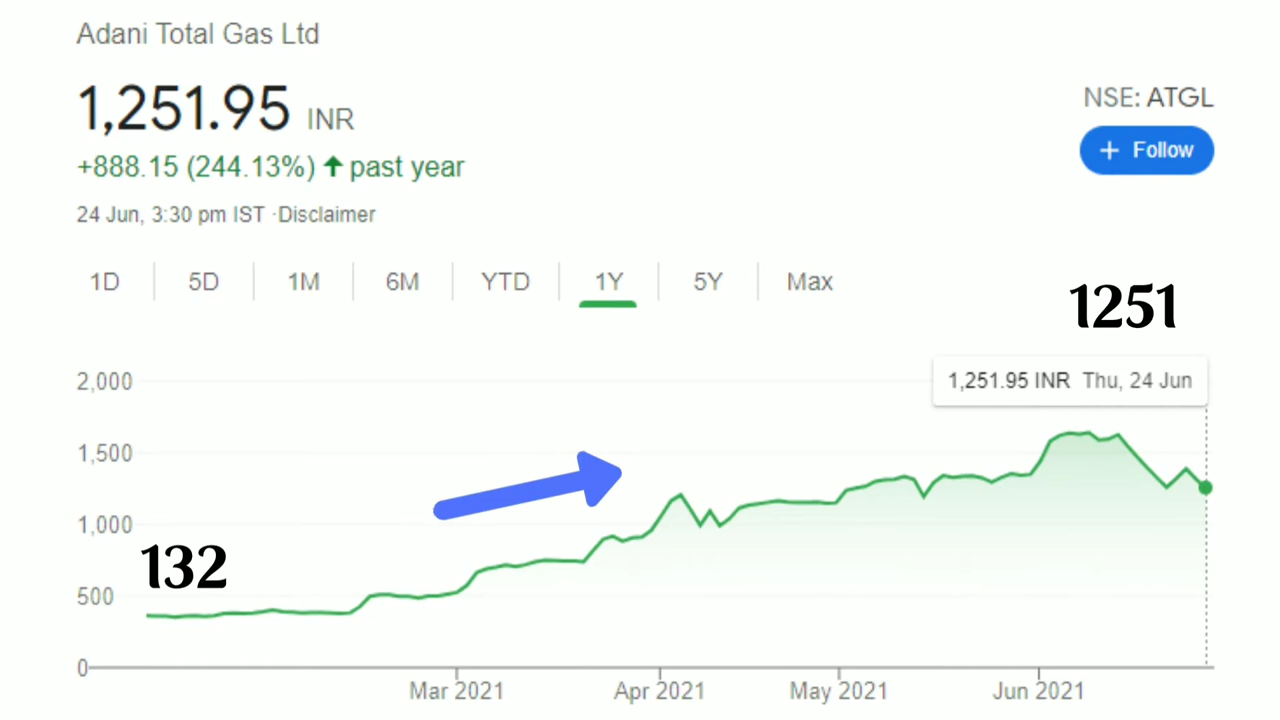 Adani Total Gas Ltd
1,251.95 INR
NSE: ATGL
+888.15 (244.13%) ↑ past year
+ Follow
24 Jun, 3:30 pm IST ·Disclaimer
1D 5D 1M 6M YTD 1Y 5Y Max
1251
1,251.95 INR Thu, 24 Jun
2,000
1,500
1,000
132
500
0
Mar 2021 Apr 2021 May 2021 Jun 2021